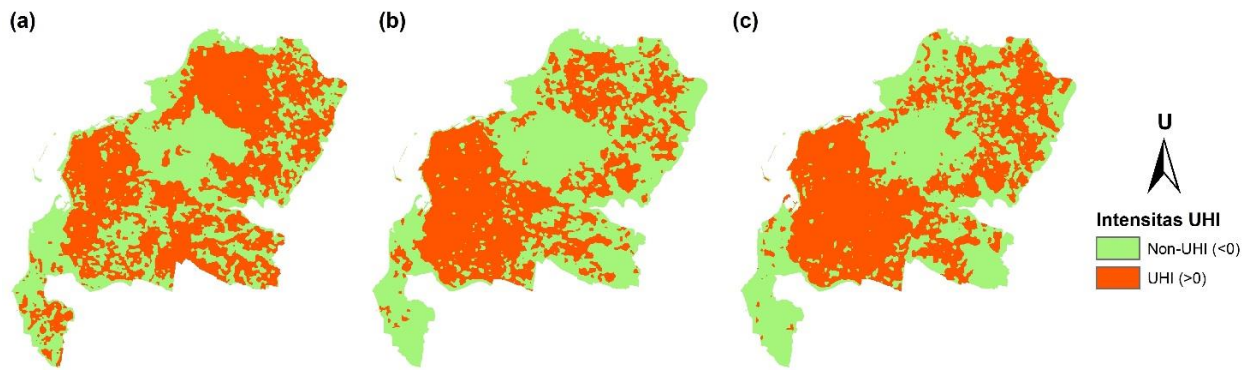 (a)
(b)
(c)
U
Intensitas UHI
Non-UHI (<0)
UHI (>0)